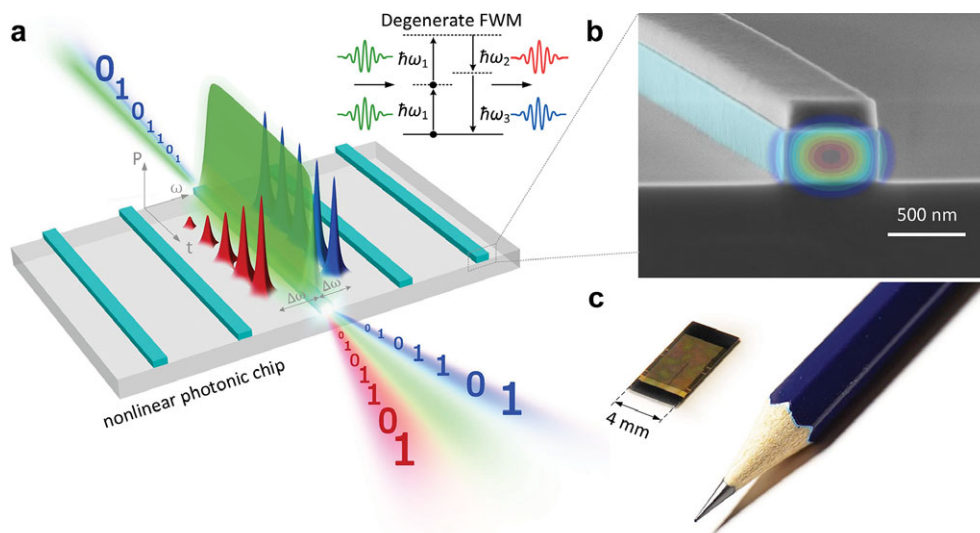 a
Degenerate FWM
ħω1 ħω2
ħω1 ħω3
0 1 0 1 1 0 1
P
ω
t
Δω Δω
nonlinear photonic chip
0 1 0 1 1 0 1
0 1 0 1 1 0 1
b
500 nm
c
4 mm